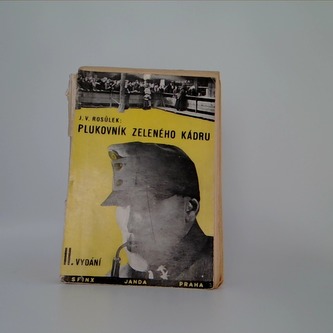 J. V. ROSŮLEK:
PLUKOVNÍK ZELENÉHO KÁDRU
II. VYDÁNÍ
SFINX JANDA PRAHA